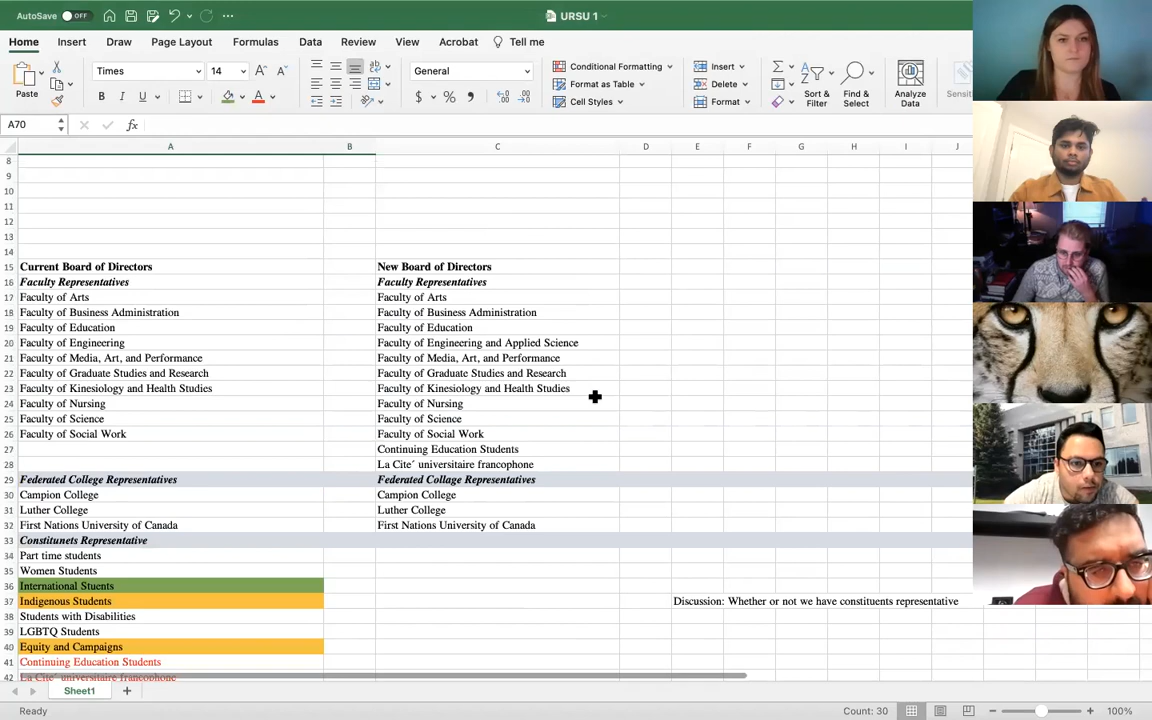 AutoSave OFF URSU 1
Home Insert Draw Page Layout Formulas Data Review View Acrobat Tell me
Paste Times 14 A A General Conditional Formatting Insert Sort & Filter Find & Select Analyze Data
Format as Table Delete
B I U A $ % Cell Styles Format
A70 fx
A B C D E F G H I J
8
9
10
11
12
13
14
15 Current Board of Directors New Board of Directors
16 Faculty Representatives Faculty Representatives
17 Faculty of Arts Faculty of Arts
18 Faculty of Business Administration Faculty of Business Administration
19 Faculty of Education Faculty of Education
20 Faculty of Engineering Faculty of Engineering and Applied Science
21 Faculty of Media, Art, and Performance Faculty of Media, Art, and Performance
22 Faculty of Graduate Studies and Research Faculty of Graduate Studies and Research
23 Faculty of Kinesiology and Health Studies Faculty of Kinesiology and Health Studies
24 Faculty of Nursing Faculty of Nursing
25 Faculty of Science Faculty of Science
26 Faculty of Social Work Faculty of Social Work
27 Continuing Education Students
28 La Cite´ universitaire francophone
29 Federated College Representatives Federated Collage Representatives
30 Campion College Campion College
31 Luther College Luther College
32 First Nations University of Canada First Nations University of Canada
33 Constitunets Representative
34 Part time students
35 Women Students
36 International Stuents
37 Indigenous Students Discussion: Whether or not we have constituents representative
38 Students with Disabilities
39 LGBTQ Students
40 Equity and Campaigns
41 Continuing Education Students
42 La Cite´ universitaire francophone
Sheet1
Ready Count: 30 100%